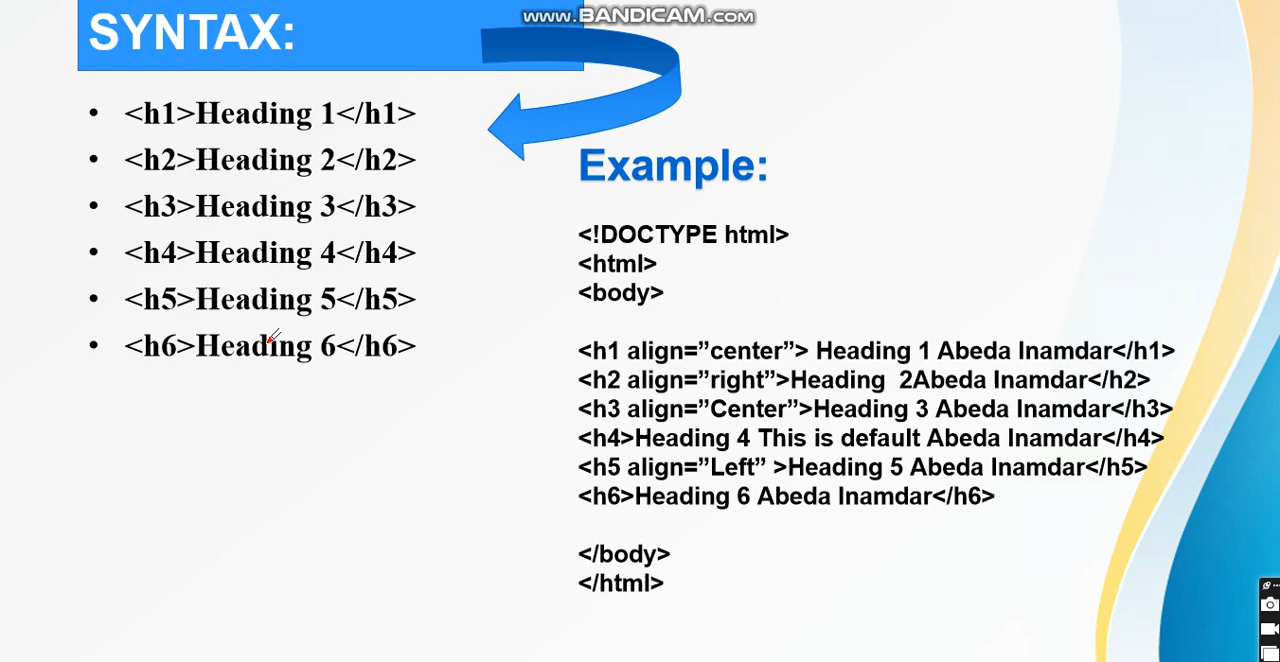 www.BANDICAM.com
SYNTAX:
• <h1>Heading 1</h1>
• <h2>Heading 2</h2>
• <h3>Heading 3</h3>
• <h4>Heading 4</h4>
• <h5>Heading 5</h5>
• <h6>Heading 6</h6>
Example:
<!DOCTYPE html>
<html>
<body>
<h1 align=”center”> Heading 1 Abeda Inamdar</h1>
<h2 align=”right”>Heading  2Abeda Inamdar</h2>
<h3 align=”Center”>Heading 3 Abeda Inamdar</h3>
<h4>Heading 4 This is default Abeda Inamdar</h4>
<h5 align=”Left” >Heading 5 Abeda Inamdar</h5>
<h6>Heading 6 Abeda Inamdar</h6>
</body>
</html>